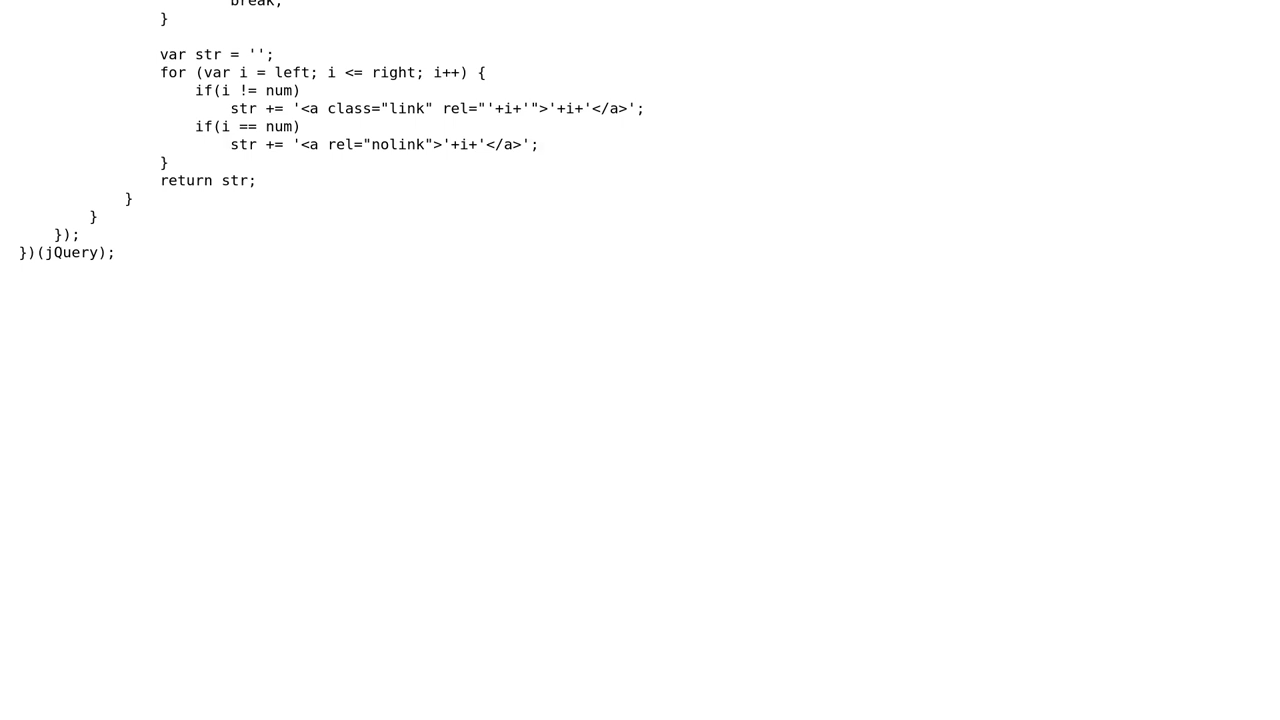 break;
}
var str = '';
for (var i = left; i <= right; i++) {
if(i != num)
str += '<a class="link" rel="'+i+'">'+i+'</a>';
if(i == num)
str += '<a rel="nolink">'+i+'</a>';
}
return str;
}
}
});
})(jQuery);